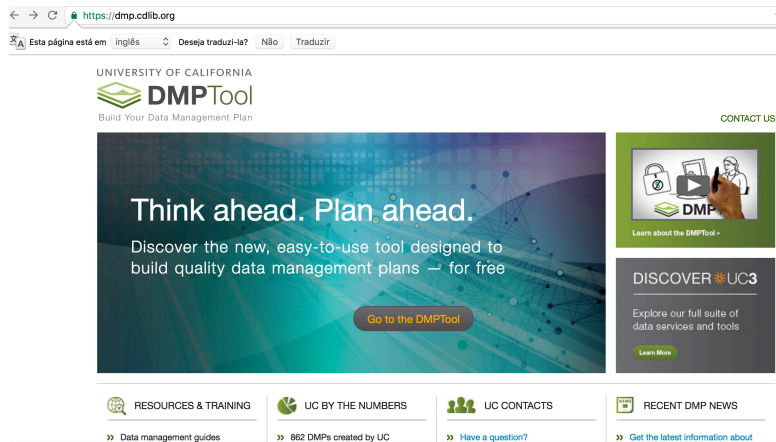 https://dmp.cdlib.org
Esta página está em inglês Deseja traduzi-la? Não Traduzir
UNIVERSITY OF CALIFORNIA
DMPTool
Build Your Data Management Plan
CONTACT US
Think ahead. Plan ahead.
Discover the new, easy-to-use tool designed to
build quality data management plans — for free
Go to the DMPTool
DMP
Learn about the DMPTool »
DISCOVER UC3
Explore our full suite of
data services and tools
Learn More
RESOURCES & TRAINING
UC BY THE NUMBERS
UC CONTACTS
NEWS
RECENT DMP NEWS
» Data management guides
» 862 DMPs created by UC
» Have a question?
» Get the latest information about